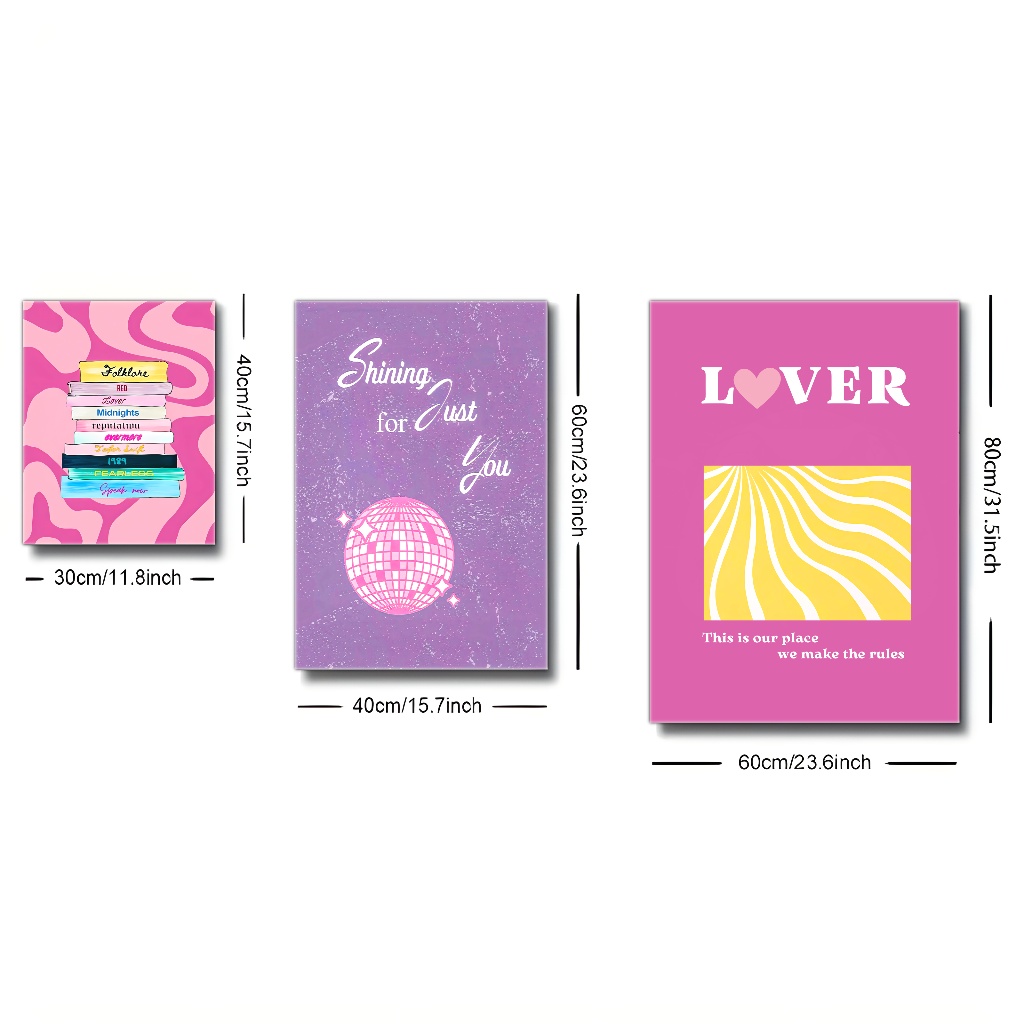 Folklore
RED
Lover
Midnights
reputation
evermore
Taylor Swift
1989
FEARLESS
Speak now
40cm/15.7inch
30cm/11.8inch
Shining
for Just
You
60cm/23.6inch
40cm/15.7inch
LOVER
This is our place
we make the rules
80cm/31.5inch
60cm/23.6inch